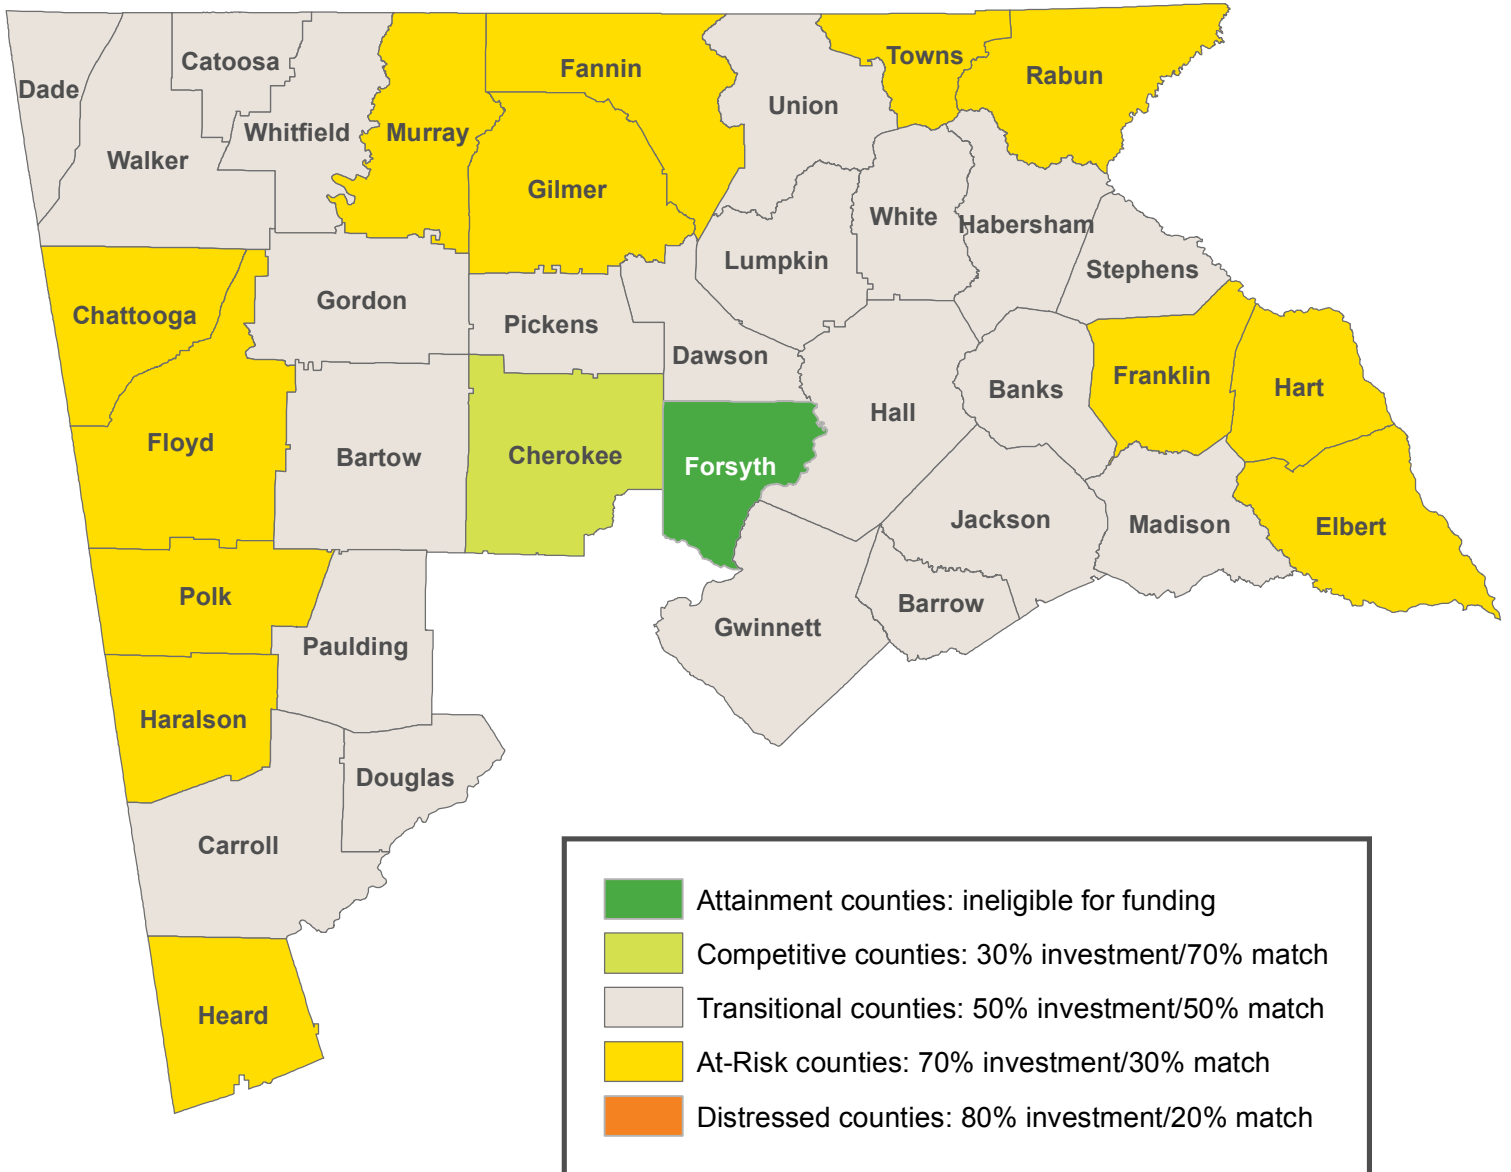 Dade
Catoosa
Walker
Whitfield
Murray
Fannin
Gilmer
Union
Towns
Rabun
White
Habersham
Lumpkin
Stephens
Chattooga
Gordon
Pickens
Dawson
Floyd
Bartow
Cherokee
Forsyth
Hall
Banks
Franklin
Hart
Jackson
Madison
Elbert
Polk
Paulding
Gwinnett
Barrow
Haralson
Douglas
Carroll
Heard
Attainment counties: ineligible for funding
Competitive counties: 30% investment/70% match
Transitional counties: 50% investment/50% match
At-Risk counties: 70% investment/30% match
Distressed counties: 80% investment/20% match